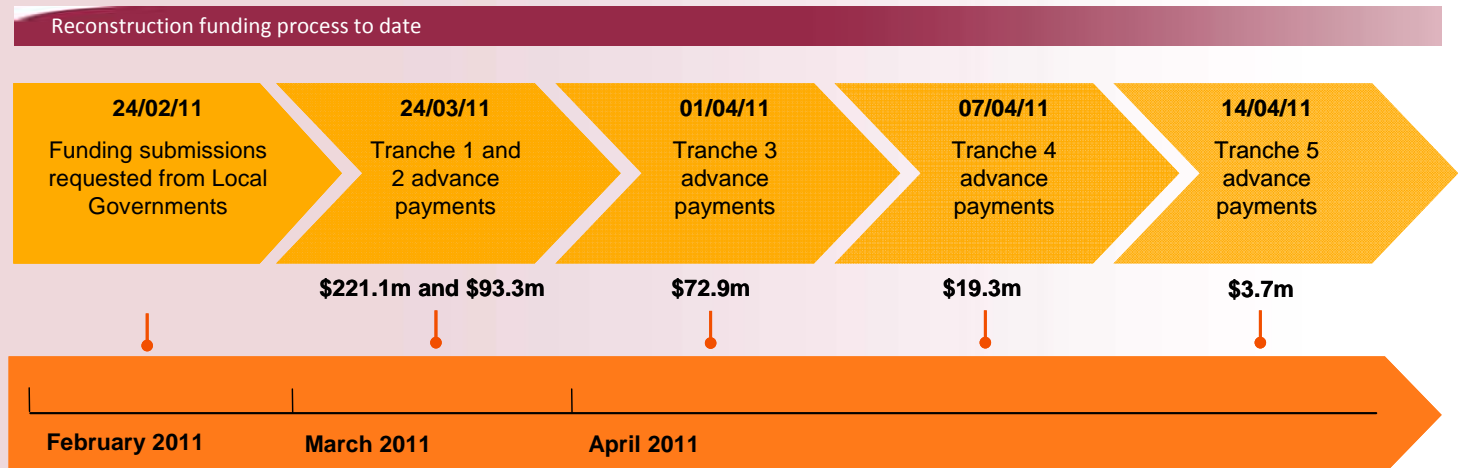 Reconstruction funding process to date
24/02/11
Funding submissions
requested from Local
Governments
24/03/11
Tranche 1 and
2 advance
payments
01/04/11
Tranche 3
advance
payments
07/04/11
Tranche 4
advance
payments
14/04/11
Tranche 5
advance
payments
$221.1m and $93.3m
$72.9m
$19.3m
$3.7m
February 2011
March 2011
April 2011